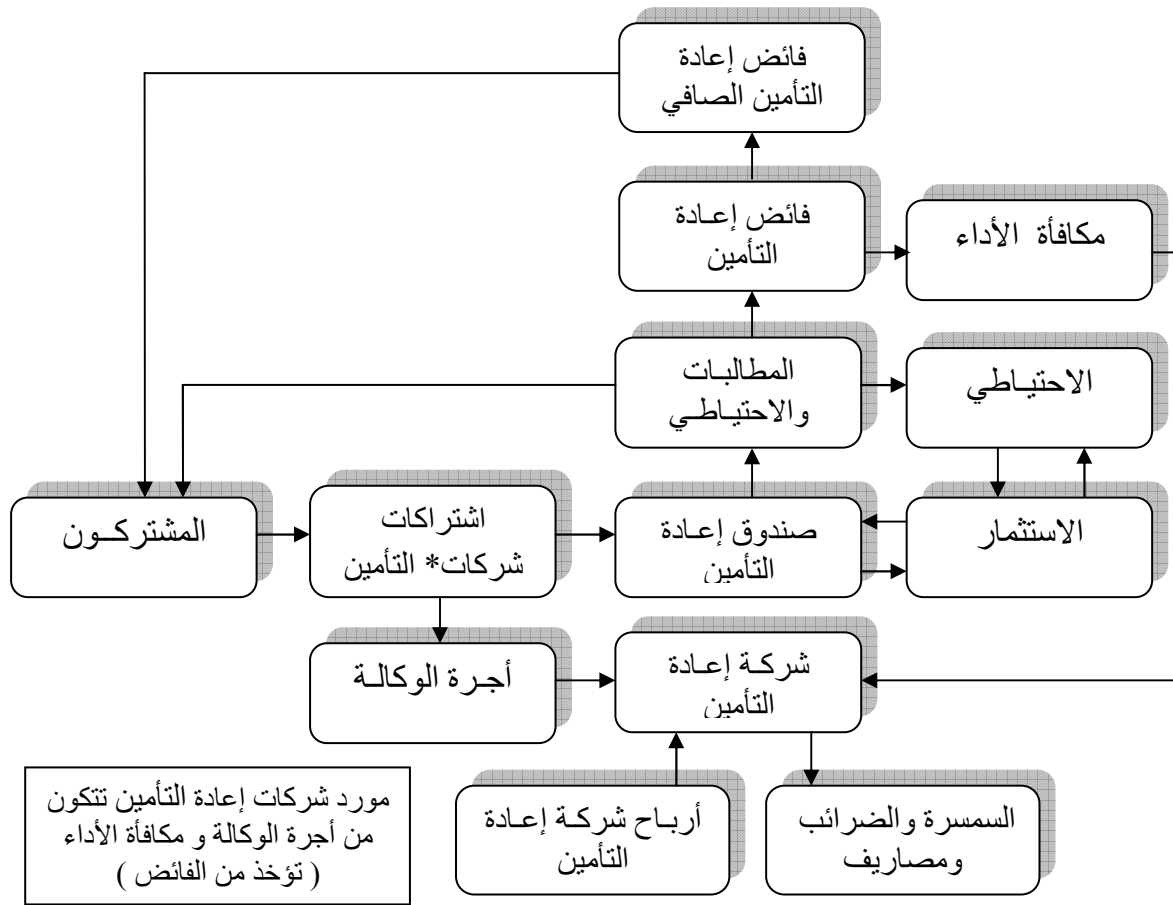 فائض إعادة
التأمين الصافي
فائض إعـادة
التأمين
مكافأة الأداء
المطالبـات
والاحتيـاطـي
الاحتيـاطي
المشتركــون
اشتراكات
شركات* التأمين
صندوق إعـادة
التأمين
الاستثمار
أجـرة الوكالـة
شركـة إعـادة
التأمين
مورد شركات إعادة التأمين تتكون
من أجرة الوكالة و مكافأة الأداء
( تؤخذ من الفائض )
أربـاح شركـة إعـادة
التأمين
السمسرة والضرائب
ومصاريف